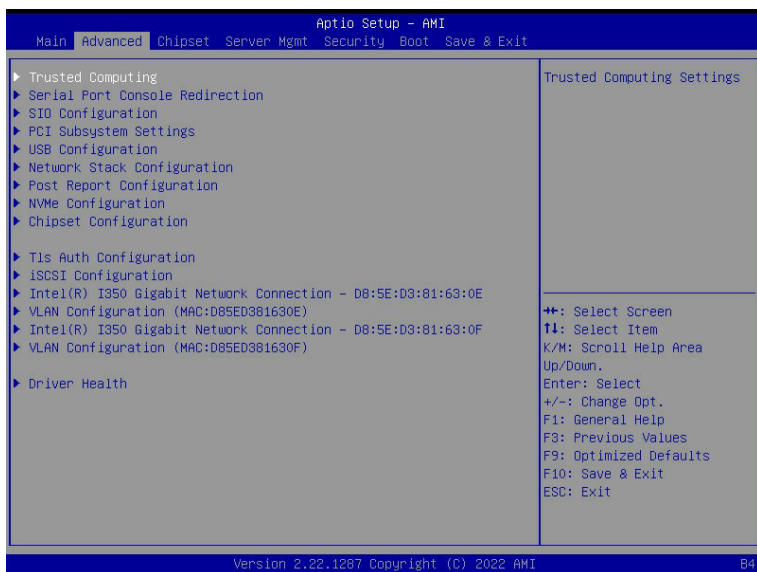 Aptio Setup – AMI
Main Advanced Chipset Server Mgmt Security Boot Save & Exit
Trusted Computing
Serial Port Console Redirection
SIO Configuration
PCI Subsystem Settings
USB Configuration
Network Stack Configuration
Post Report Configuration
NVMe Configuration
Chipset Configuration
Tls Auth Configuration
iSCSI Configuration
Intel(R) I350 Gigabit Network Connection – D8:5E:D3:81:63:0E
VLAN Configuration (MAC:D85ED381630E)
Intel(R) I350 Gigabit Network Connection – D8:5E:D3:81:63:0F
VLAN Configuration (MAC:D85ED381630F)
Driver Health
Trusted Computing Settings
→←: Select Screen
↑↓: Select Item
K/M: Scroll Help Area
Up/Down.
Enter: Select
+/-: Change Opt.
F1: General Help
F3: Previous Values
F9: Optimized Defaults
F10: Save & Exit
ESC: Exit
Version 2.22.1287 Copyright (C) 2022 AMI
B4